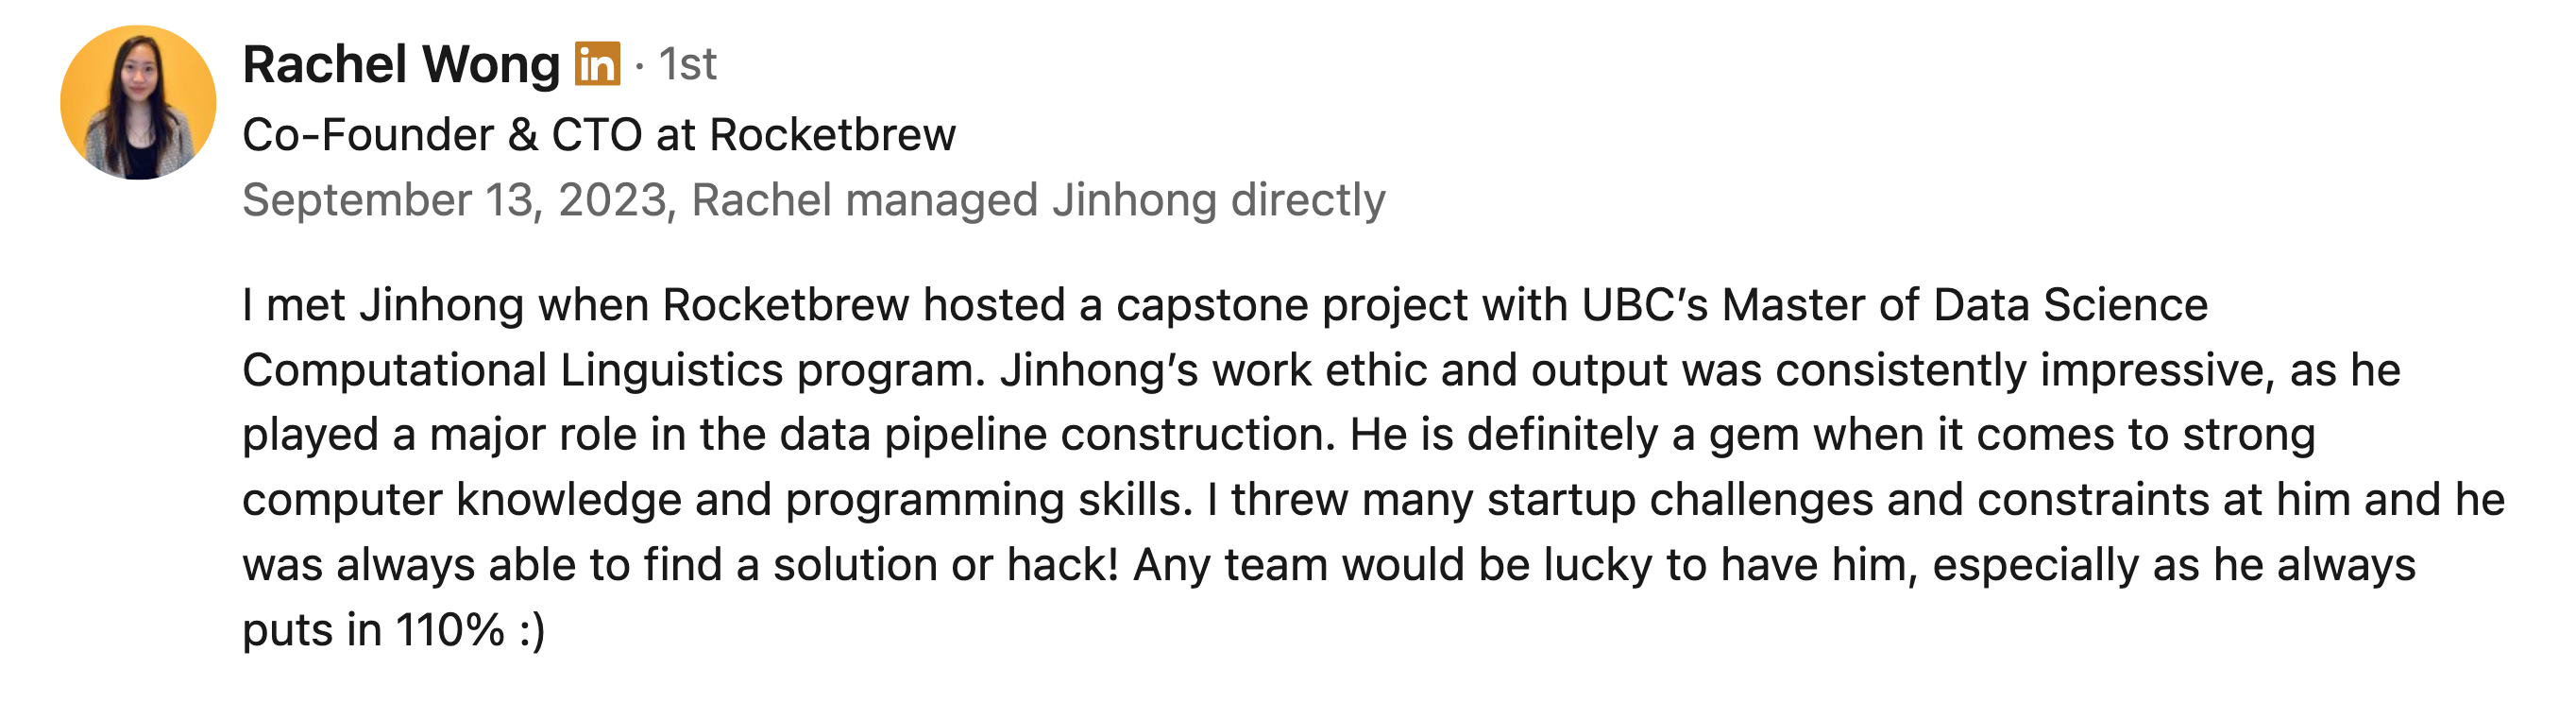 Rachel Wong in · 1st
Co-Founder & CTO at Rocketbrew
September 13, 2023, Rachel managed Jinhong directly
I met Jinhong when Rocketbrew hosted a capstone project with UBC’s Master of Data Science
Computational Linguistics program. Jinhong’s work ethic and output was consistently impressive, as he
played a major role in the data pipeline construction. He is definitely a gem when it comes to strong
computer knowledge and programming skills. I threw many startup challenges and constraints at him and he
was always able to find a solution or hack! Any team would be lucky to have him, especially as he always
puts in 110% :)